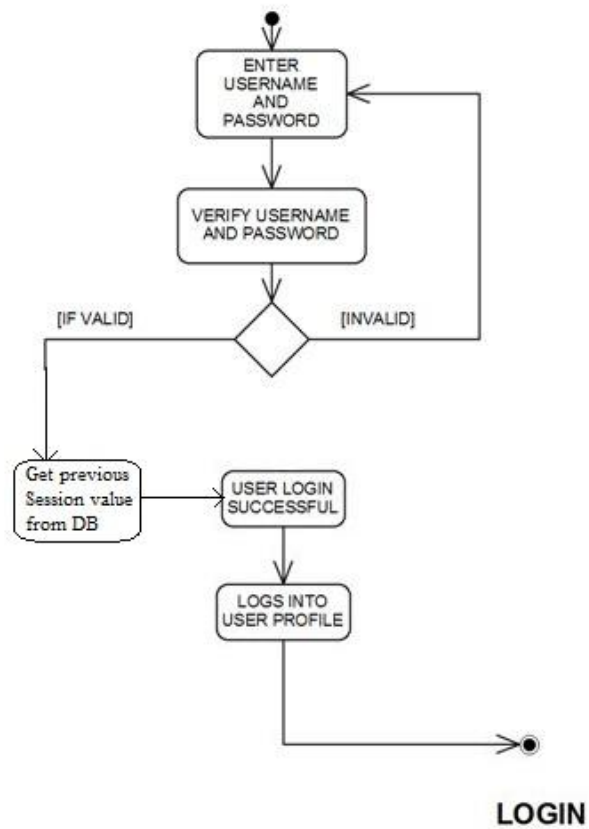 ENTER
USERNAME
AND
PASSWORD
VERIFY USERNAME
AND PASSWORD
[IF VALID]
[INVALID]
Get previous
Session value
from DB
USER LOGIN
SUCCESSFUL
LOGS INTO
USER PROFILE
LOGIN